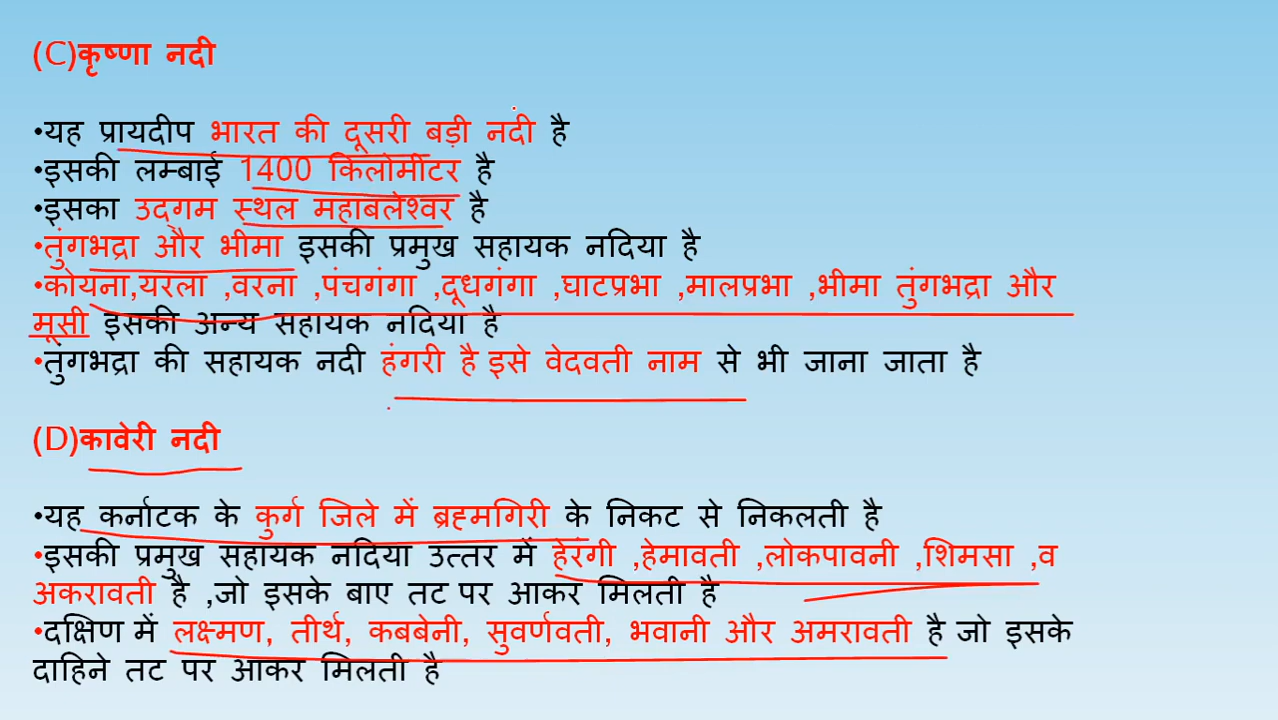 (C)कृष्णा नदी
•यह प्रायदीप भारत की दूसरी बड़ी नदी है
•इसकी लम्बाई 1400 किलोमीटर है
•इसका उद्गम स्थल महाबलेश्वर है
•तुंगभद्रा और भीमा इसकी प्रमुख सहायक नदिया है
•कोयना,यरला ,वरना ,पंचगंगा ,दूधगंगा ,घाटप्रभा ,मालप्रभा ,भीमा तुंगभद्रा और
मूसी इसकी अन्य सहायक नदिया है
•तुंगभद्रा की सहायक नदी हंगरी है इसे वेदवती नाम से भी जाना जाता है
(D)कावेरी नदी
•यह कर्नाटक के कुर्ग जिले में ब्रह्मगिरी के निकट से निकलती है
•इसकी प्रमुख सहायक नदिया उत्तर में हेरंगी ,हेमावती ,लोकपावनी ,शिमसा ,व
अकरावती है ,जो इसके बाए तट पर आकर मिलती है
•दक्षिण में लक्ष्मण, तीर्थ, कबबेनी, सुवर्णवती, भवानी और अमरावती है जो इसके
दाहिने तट पर आकर मिलती है